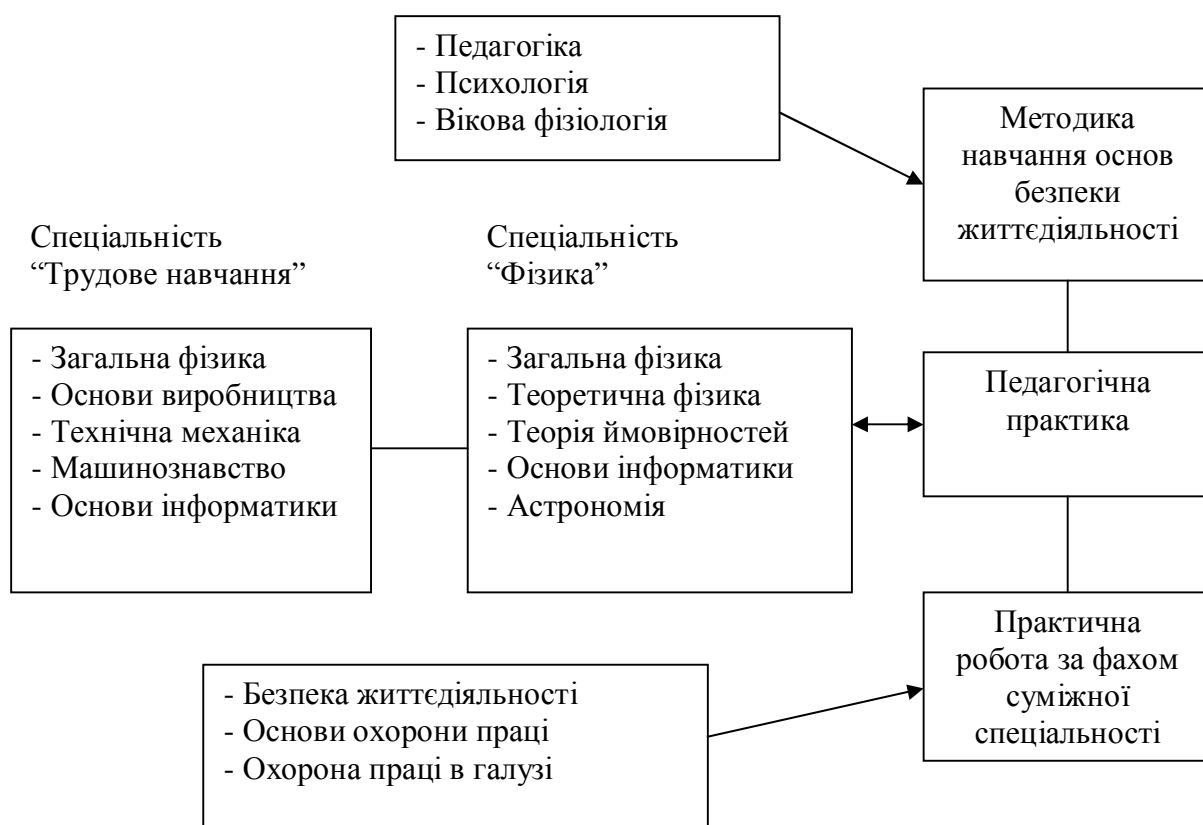 - Педагогіка
- Психологія
- Вікова фізіологія
Методика
навчання основ
безпеки
життєдіяльності
Спеціальність
“Трудове навчання”
Спеціальність
“Фізика”
- Загальна фізика
- Основи виробництва
- Технічна механіка
- Машинознавство
- Основи інформатики
- Загальна фізика
- Теоретична фізика
- Теорія ймовірностей
- Основи інформатики
- Астрономія
Педагогічна
практика
Практична
робота за фахом
суміжної
спеціальності
- Безпека життєдіяльності
- Основи охорони праці
- Охорона праці в галузі